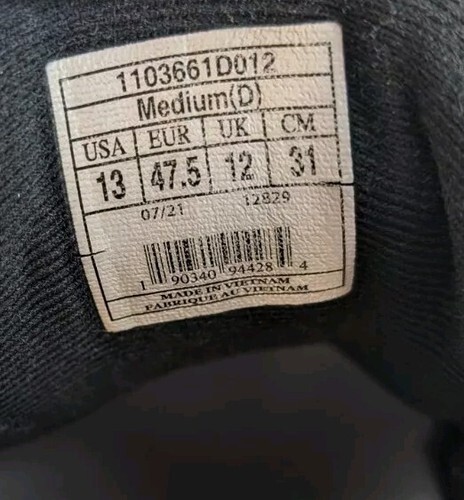 1103661D012
Medium(D)
USA EUR UK CM
13 47.5 12 31
07/21 12829
1 90340 94428 4
MADE IN VIETNAM
FABRIQUE AU VIETNAM